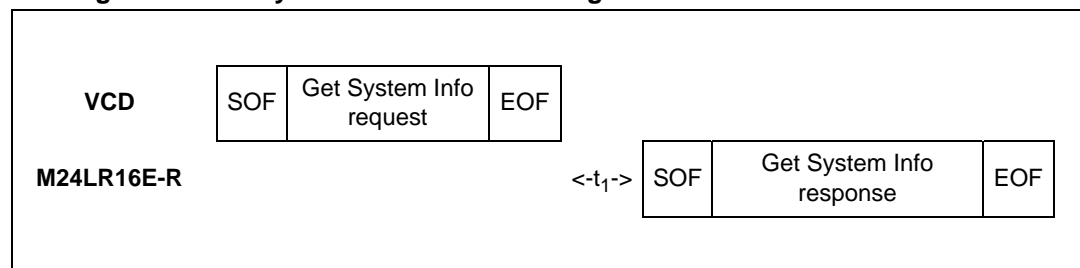 VCD
SOF
Get System Info
request
EOF
M24LR16E-R
<-t1->
SOF
Get System Info
response
EOF